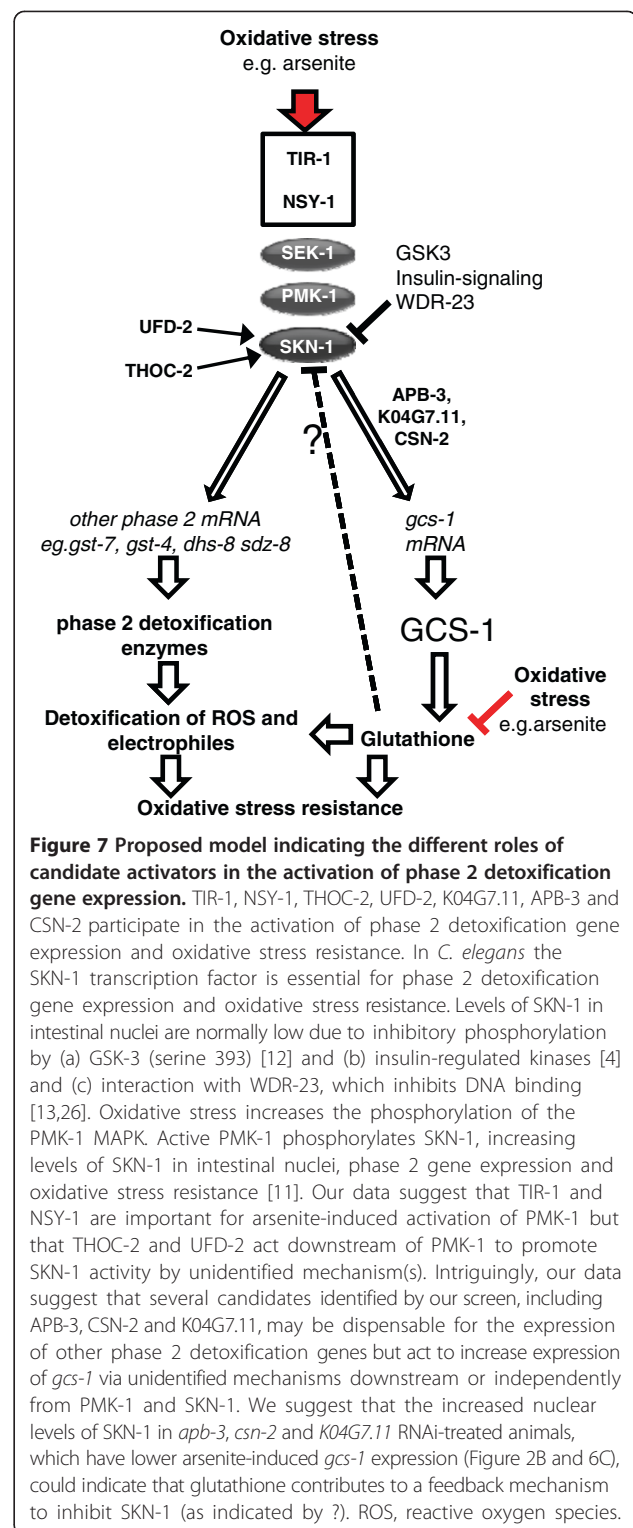 Oxidative stress
e.g. arsenite
TIR-1
NSY-1
SEK-1
GSK3
Insulin-signaling
PMK-1
WDR-23
UFD-2
SKN-1
THOC-2
APB-3,
K04G7.11,
CSN-2
?
other phase 2 mRNA
eg.gst-7, gst-4, dhs-8 sdz-8
gcs-1
mRNA
phase 2 detoxification
enzymes
GCS-1
Oxidative
stress
e.g.arsenite
Detoxification of ROS and
electrophiles
Glutathione
Oxidative stress resistance
Figure 7 Proposed model indicating the different roles of
candidate activators in the activation of phase 2 detoxification
gene expression. TIR-1, NSY-1, THOC-2, UFD-2, K04G7.11, APB-3 and
CSN-2 participate in the activation of phase 2 detoxification gene
expression and oxidative stress resistance. In C. elegans the
SKN-1 transcription factor is essential for phase 2 detoxification
gene expression and oxidative stress resistance. Levels of SKN-1 in
intestinal nuclei are normally low due to inhibitory phosphorylation
by (a) GSK-3 (serine 393) [12] and (b) insulin-regulated kinases [4]
and (c) interaction with WDR-23, which inhibits DNA binding
[13,26]. Oxidative stress increases the phosphorylation of the
PMK-1 MAPK. Active PMK-1 phosphorylates SKN-1, increasing
levels of SKN-1 in intestinal nuclei, phase 2 gene expression and
oxidative stress resistance [11]. Our data suggest that TIR-1 and
NSY-1 are important for arsenite-induced activation of PMK-1 but
that THOC-2 and UFD-2 act downstream of PMK-1 to promote
SKN-1 activity by unidentified mechanism(s). Intriguingly, our data
suggest that several candidates identified by our screen, including
APB-3, CSN-2 and K04G7.11, may be dispensable for the expression
of other phase 2 detoxification genes but act to increase expression
of gcs-1 via unidentified mechanisms downstream or independently
from PMK-1 and SKN-1. We suggest that the increased nuclear
levels of SKN-1 in apb-3, csn-2 and K04G7.11 RNAi-treated animals,
which have lower arsenite-induced gcs-1 expression (Figure 2B and 6C),
could indicate that glutathione contributes to a feedback mechanism
to inhibit SKN-1 (as indicated by ?). ROS, reactive oxygen species.